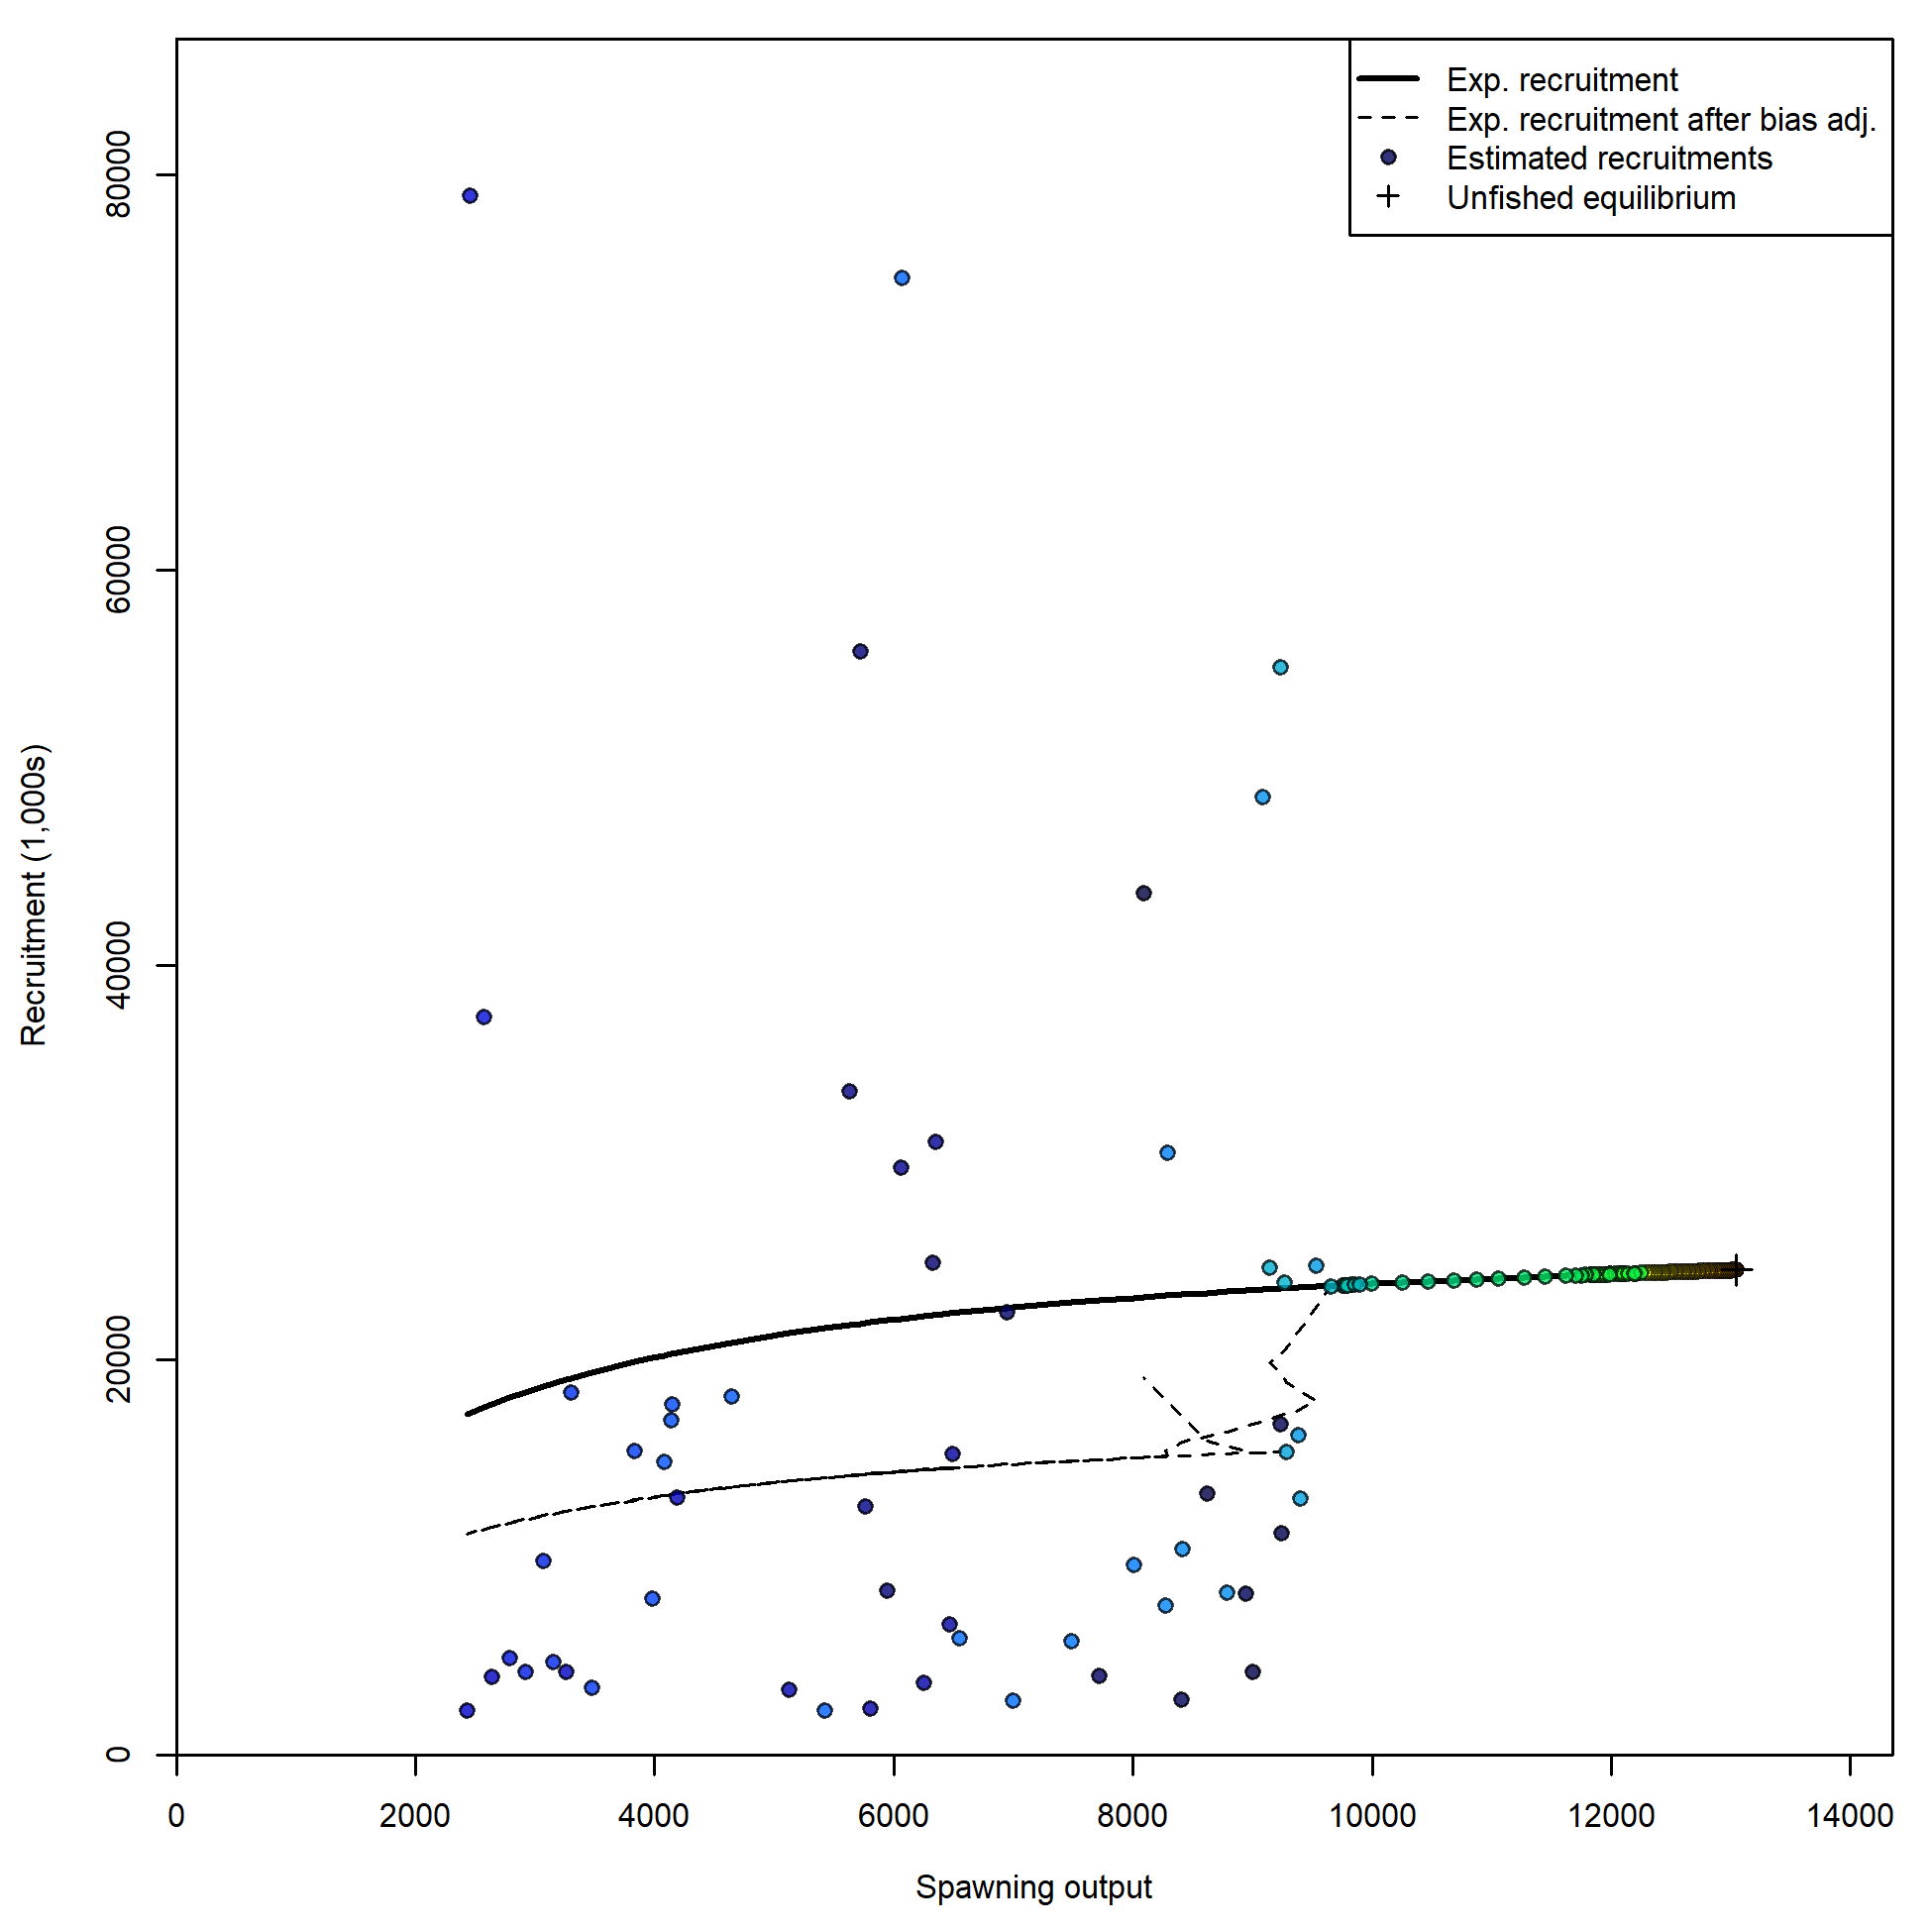 Exp. recruitment
Exp. recruitment after bias adj.
Estimated recruitments
Unfished equilibrium
80000
60000
40000
20000
0
Recruitment (1,000s)
0 2000 4000 6000 8000 10000 12000 14000
Spawning output